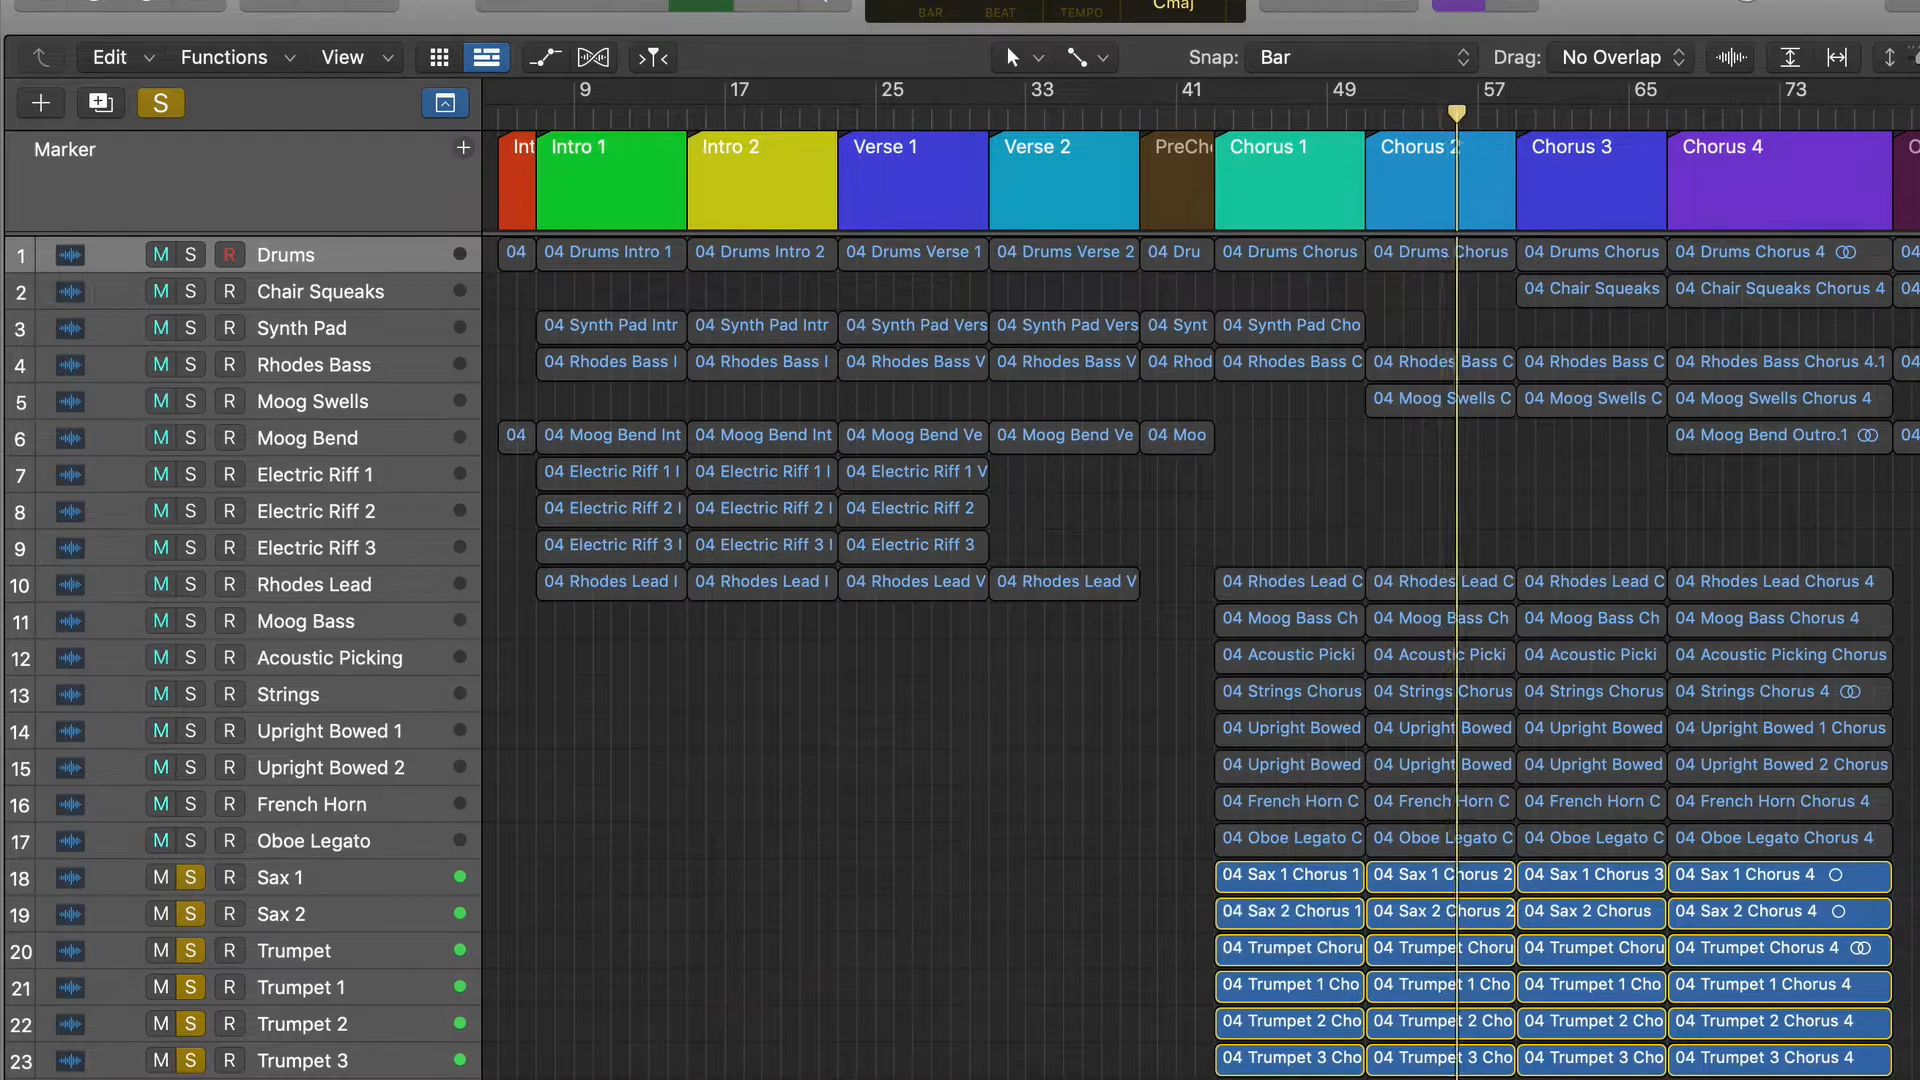 BAR BEAT TEMPO Cmaj
Edit Functions View Snap: Bar Drag: No Overlap
S 9 17 25 33 41 49 57 65 73
Marker + Int Intro 1 Intro 2 Verse 1 Verse 2 PreCho Chorus 1 Chorus 2 Chorus 3 Chorus 4
1 M S R Drums 04 04 Drums Intro 1 04 Drums Intro 2 04 Drums Verse 1 04 Drums Verse 2 04 Dru 04 Drums Chorus 04 Drums Chorus 04 Drums Chorus 04 Drums Chorus 4 04
2 M S R Chair Squeaks 04 Chair Squeaks 04 Chair Squeaks Chorus 4 04
3 M S R Synth Pad 04 Synth Pad Intr 04 Synth Pad Intr 04 Synth Pad Vers 04 Synth Pad Vers 04 Synt 04 Synth Pad Cho
4 M S R Rhodes Bass 04 Rhodes Bass I 04 Rhodes Bass I 04 Rhodes Bass V 04 Rhodes Bass V 04 Rhod 04 Rhodes Bass C 04 Rhodes Bass C 04 Rhodes Bass C 04 Rhodes Bass Chorus 4.1 04
5 M S R Moog Swells 04 Moog Swells C 04 Moog Swells C 04 Moog Swells Chorus 4
6 M S R Moog Bend 04 04 Moog Bend Int 04 Moog Bend Int 04 Moog Bend Ve 04 Moog Bend Ve 04 Moo 04 Moog Bend Outro.1 04
7 M S R Electric Riff 1 04 Electric Riff 1 I 04 Electric Riff 1 I 04 Electric Riff 1 V
8 M S R Electric Riff 2 04 Electric Riff 2 I 04 Electric Riff 2 I 04 Electric Riff 2
9 M S R Electric Riff 3 04 Electric Riff 3 I 04 Electric Riff 3 I 04 Electric Riff 3
10 M S R Rhodes Lead 04 Rhodes Lead I 04 Rhodes Lead I 04 Rhodes Lead V 04 Rhodes Lead V 04 Rhodes Lead C 04 Rhodes Lead C 04 Rhodes Lead C 04 Rhodes Lead Chorus 4
11 M S R Moog Bass 04 Moog Bass Ch 04 Moog Bass Ch 04 Moog Bass Ch 04 Moog Bass Chorus 4
12 M S R Acoustic Picking 04 Acoustic Picki 04 Acoustic Picki 04 Acoustic Picki 04 Acoustic Picking Chorus
13 M S R Strings 04 Strings Chorus 04 Strings Chorus 04 Strings Chorus 04 Strings Chorus 4
14 M S R Upright Bowed 1 04 Upright Bowed 04 Upright Bowed 04 Upright Bowed 04 Upright Bowed 1 Chorus
15 M S R Upright Bowed 2 04 Upright Bowed 04 Upright Bowed 04 Upright Bowed 04 Upright Bowed 2 Chorus
16 M S R French Horn 04 French Horn C 04 French Horn C 04 French Horn C 04 French Horn Chorus 4
17 M S R Oboe Legato 04 Oboe Legato C 04 Oboe Legato C 04 Oboe Legato C 04 Oboe Legato Chorus 4
18 M S R Sax 1 04 Sax 1 Chorus 1 04 Sax 1 Chorus 2 04 Sax 1 Chorus 3 04 Sax 1 Chorus 4
19 M S R Sax 2 04 Sax 2 Chorus 1 04 Sax 2 Chorus 2 04 Sax 2 Chorus 04 Sax 2 Chorus 4
20 M S R Trumpet 04 Trumpet Choru 04 Trumpet Choru 04 Trumpet Choru 04 Trumpet Chorus 4
21 M S R Trumpet 1 04 Trumpet 1 Cho 04 Trumpet 1 Cho 04 Trumpet 1 Cho 04 Trumpet 1 Chorus 4
22 M S R Trumpet 2 04 Trumpet 2 Cho 04 Trumpet 2 Cho 04 Trumpet 2 Cho 04 Trumpet 2 Chorus 4
23 M S R Trumpet 3 04 Trumpet 3 Cho 04 Trumpet 3 Cho 04 Trumpet 3 Cho 04 Trumpet 3 Chorus 4